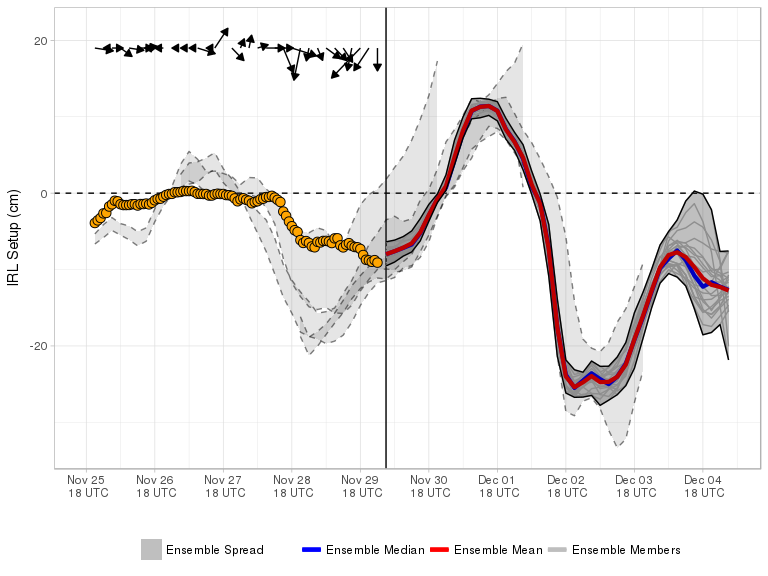 IRL Setup (cm)
20
0
-20
Nov 25 Nov 26 Nov 27 Nov 28 Nov 29 Nov 30 Dec 01 Dec 02 Dec 03 Dec 04
18 UTC 18 UTC 18 UTC 18 UTC 18 UTC 18 UTC 18 UTC 18 UTC 18 UTC 18 UTC
Ensemble Spread Ensemble Median Ensemble Mean Ensemble Members